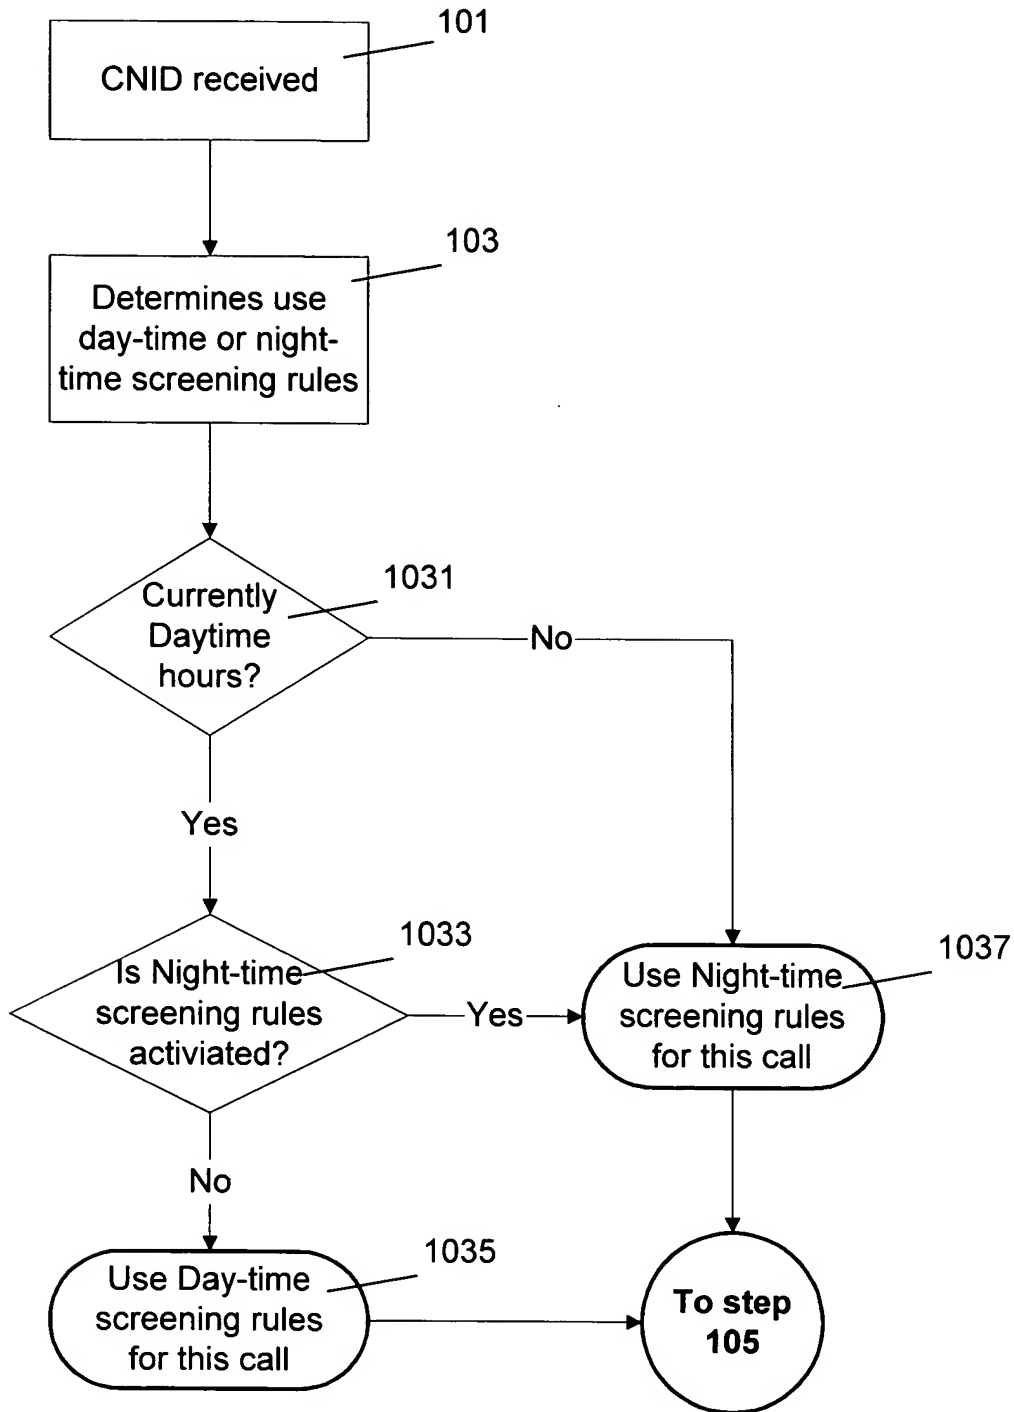 101
CNID received
103
Determines use
day-time or night-
time screening rules
1031
Currently
Daytime
hours?
No
Yes
1033
Is Night-time
screening rules
activiated?
Yes
1037
Use Night-time
screening rules
for this call
No
1035
Use Day-time
screening rules
for this call
To step
105